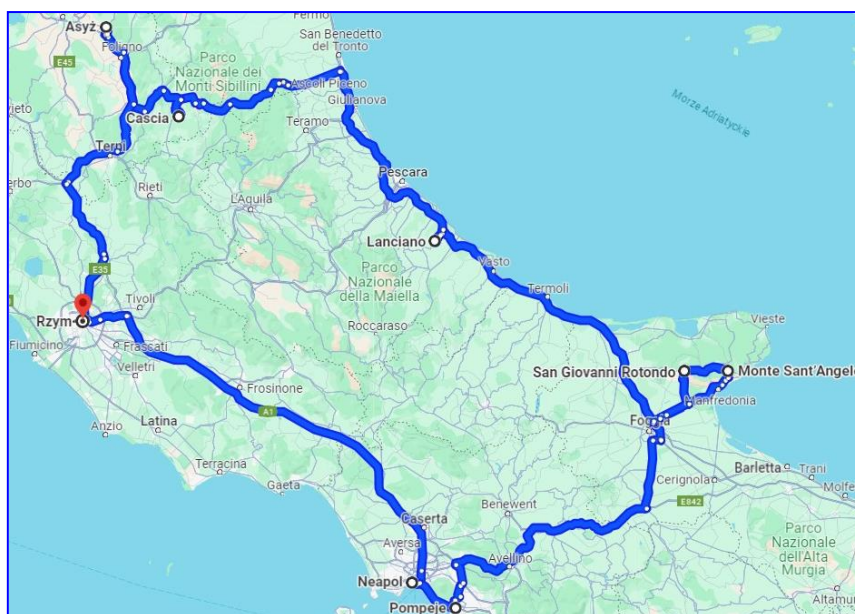 Asyż
Fermo
Foligno
E45
San Benedetto
del Tronto
Parco
Nazionale dei
Monti Sibillini
Ascoli Piceno
Giulianova
Cascia
Teramo
Morze Adriatyckie
Terni
Rieti
Pescara
L'Aquila
Lanciano
E35
Vasto
Tivoli
Parco
Nazionale
della Maiella
Termoli
Rzym
Roccaraso
Vieste
Fiumicino
Frascati
Velletri
San Giovanni Rotondo
Monte Sant'Angelo
Frosinone
Manfredonia
A1
Anzio
Latina
Foggia
Barletta
Trani
Terracina
Cerignola
Gaeta
Benewent
E842
Caserta
Parco
Nazionale
dell'Alta
Murgia
Aversa
Avellino
Neapol
Pompeje